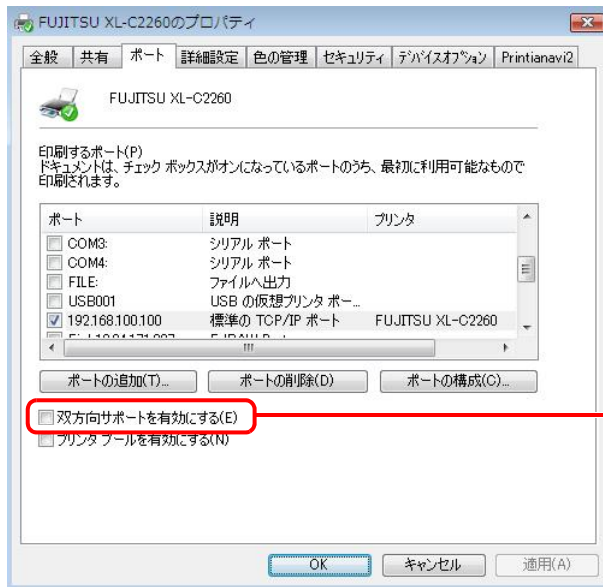 FUJITSU XL-C2260のプロパティ
全般 共有 ポート 詳細設定 色の管理 セキュリティ デバイスオプション Printianavi2
FUJITSU XL-C2260
印刷するポート(P)
ドキュメントは、チェック ボックスがオンになっているポートのうち、最初に利用可能なもので
印刷されます。
ポート 説明 プリンタ
COM3: シリアル ポート
COM4: シリアル ポート
FILE: ファイルへ出力
USB001 USB の仮想プリンタ ポー...
192.168.100.100 標準の TCP/IP ポート FUJITSU XL-C2260
ポートの追加(T)... ポートの削除(D) ポートの構成(C)...
双方向サポートを有効にする(E)
プリンタ プールを有効にする(N)
OK キャンセル 適用(A)